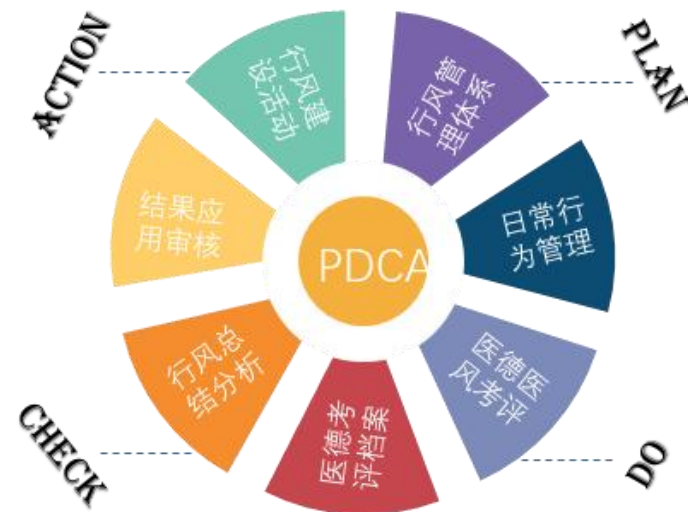 ACTION
PLAN
行风建
设活动
行风管
理体系
结果应
用审核
日常行
为管理
PDCA
行风总
结分析
医德医
风考评
医德考
评档案
CHECK
DO